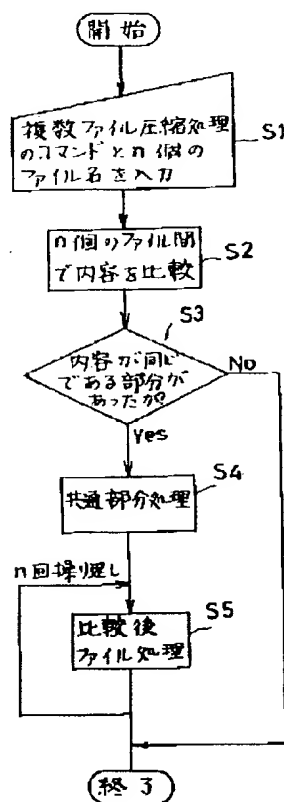 開始
複数ファイル圧縮処理
のコマンドとn個の
ファイル名を入力
S1
n個のファイル間
で内容を比較
S2
S3
内容が同じ
である部分が
あったか?
No
Yes
S4
共通部分処理
n回操り返し
S5
比較後
ファイル処理
終了